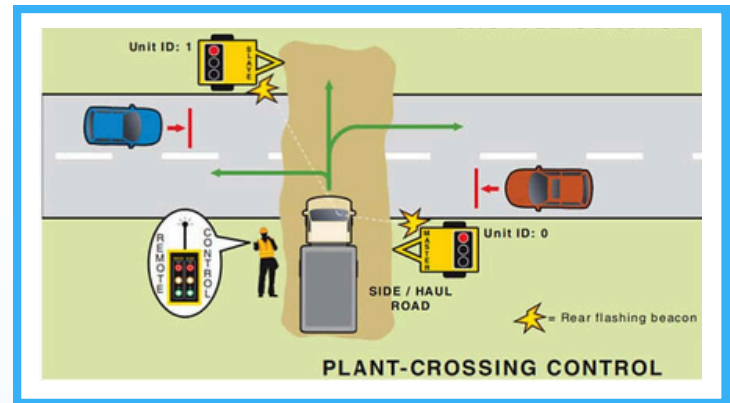 Unit ID: 1
SLAVE
REMOTE
CONTROL
MASTER
Unit ID: 0
SIDE / HAUL
ROAD
= Rear flashing beacon
PLANT-CROSSING CONTROL